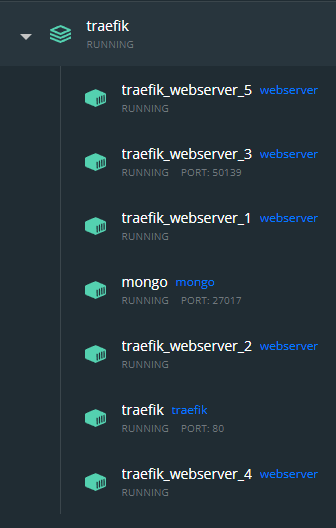 traefik
RUNNING
traefik_webserver_5 webserver
RUNNING
traefik_webserver_3 webserver
RUNNING PORT: 50139
traefik_webserver_1 webserver
RUNNING
mongo mongo
RUNNING PORT: 27017
traefik_webserver_2 webserver
RUNNING
traefik traefik
RUNNING PORT: 80
traefik_webserver_4 webserver
RUNNING